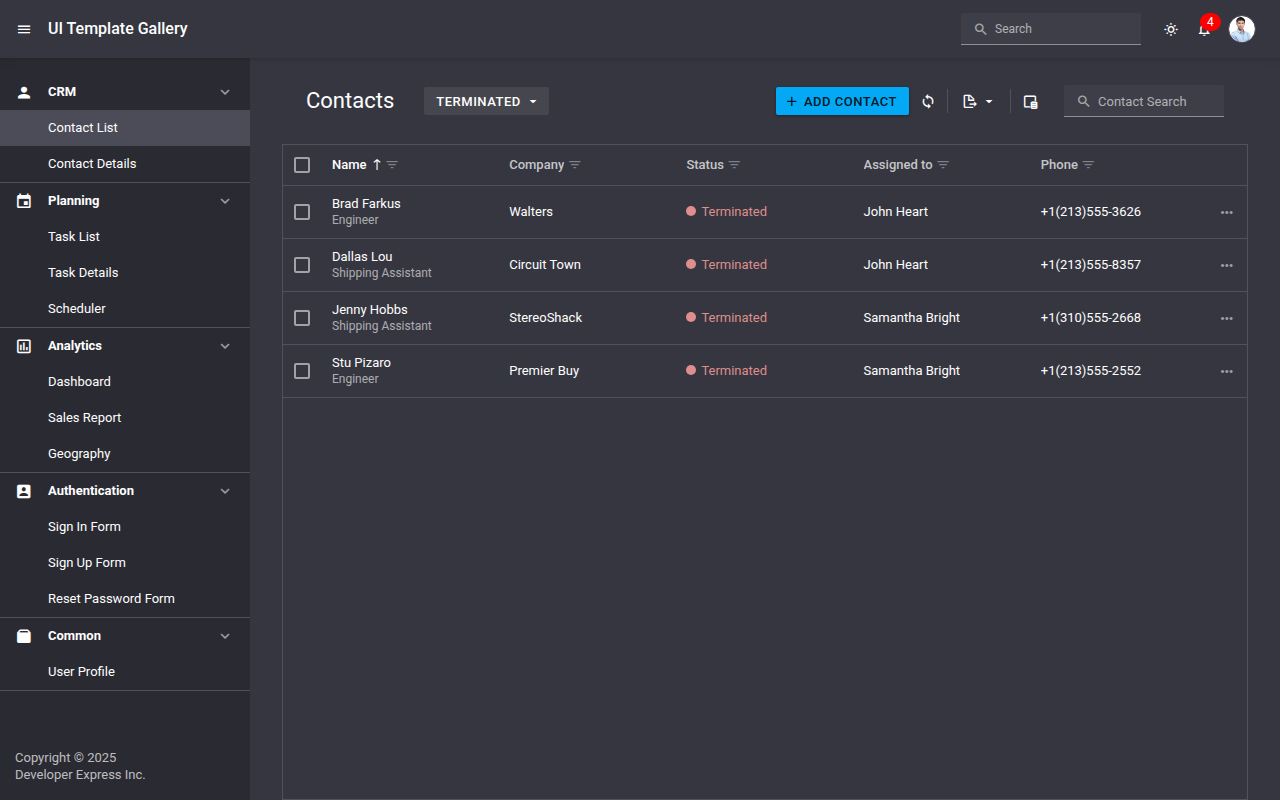 UI Template Gallery
Search
4
CRM
Contact List
Contact Details
Planning
Task List
Task Details
Scheduler
Analytics
Dashboard
Sales Report
Geography
Authentication
Sign In Form
Sign Up Form
Reset Password Form
Common
User Profile
Copyright © 2025
Developer Express Inc.
Contacts
TERMINATED
ADD CONTACT
Contact Search
Name Company Status Assigned to Phone
Brad Farkus
Engineer
Walters Terminated John Heart +1(213)555-3626
Dallas Lou
Shipping Assistant
Circuit Town Terminated John Heart +1(213)555-8357
Jenny Hobbs
Shipping Assistant
StereoShack Terminated Samantha Bright +1(310)555-2668
Stu Pizaro
Engineer
Premier Buy Terminated Samantha Bright +1(213)555-2552